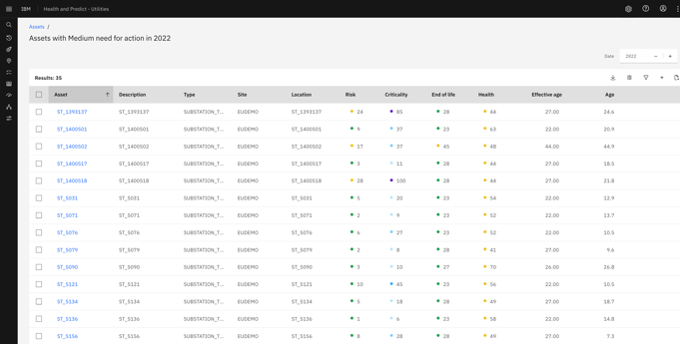 IBM Health and Predict - Utilities
Assets /
Assets with Medium need for action in 2022
Date 2022 − +
Results: 35
Asset Description Type Site Location Risk Criticality End of life Health Effective age Age
ST_1393137 ST_1393137 SUBSTATION_T... EUDEMO ST_1393137 24 85 28 44 27.00 24.6
ST_1400501 ST_1400501 SUBSTATION_T... EUDEMO ST_1400501 9 37 23 63 22.00 20.9
ST_1400502 ST_1400502 SUBSTATION_T... EUDEMO ST_1400502 17 37 45 48 44.00 44.9
ST_1400517 ST_1400517 SUBSTATION_T... EUDEMO ST_1400517 3 11 28 44 27.00 18.5
ST_1400518 ST_1400518 SUBSTATION_T... EUDEMO ST_1400518 28 100 28 44 27.00 21.8
ST_5031 ST_5031 SUBSTATION_T... EUDEMO ST_5031 5 20 23 54 22.00 12.9
ST_5071 ST_5071 SUBSTATION_T... EUDEMO ST_5071 2 9 23 52 22.00 13.7
ST_5076 ST_5076 SUBSTATION_T... EUDEMO ST_5076 6 27 23 52 22.00 10.5
ST_5079 ST_5079 SUBSTATION_T... EUDEMO ST_5079 2 8 28 41 27.00 9.6
ST_5090 ST_5090 SUBSTATION_T... EUDEMO ST_5090 3 10 27 70 26.00 26.8
ST_5121 ST_5121 SUBSTATION_T... EUDEMO ST_5121 10 45 23 56 22.00 10.5
ST_5134 ST_5134 SUBSTATION_T... EUDEMO ST_5134 5 18 28 49 27.00 18.7
ST_5136 ST_5136 SUBSTATION_T... EUDEMO ST_5136 1 6 23 58 22.00 14.8
ST_5156 ST_5156 SUBSTATION_T... EUDEMO ST_5156 8 28 28 49 27.00 7.3